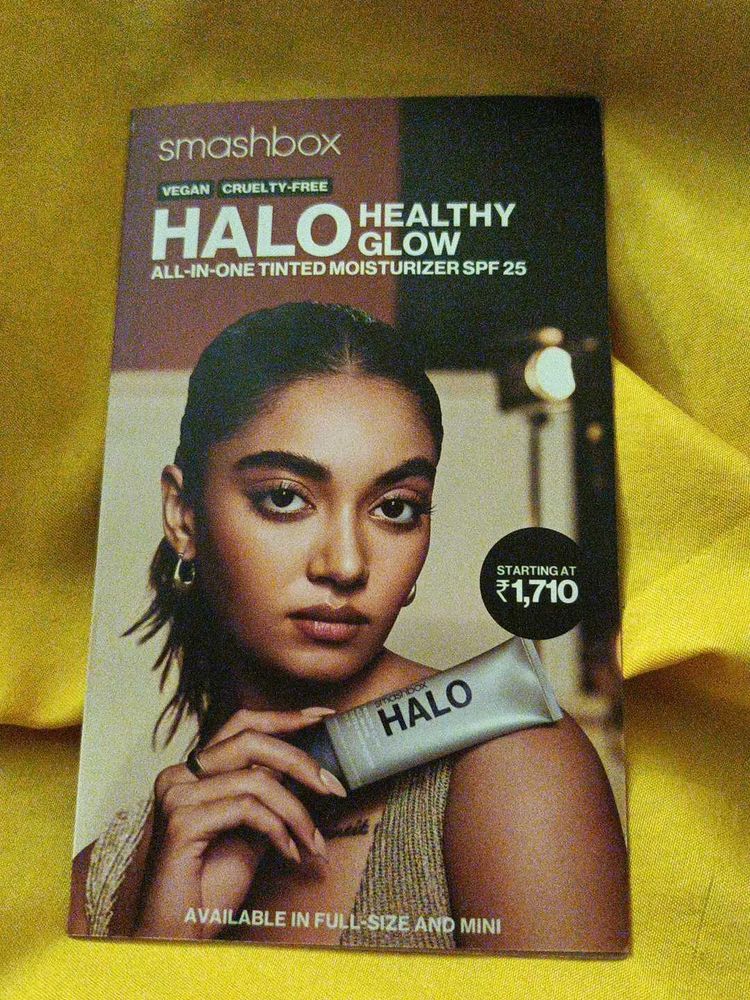 smashbox
VEGAN CRUELTY-FREE
HALO HEALTHY GLOW
ALL-IN-ONE TINTED MOISTURIZER SPF 25
STARTING AT
₹1,710
smashbox
HALO
AVAILABLE IN FULL-SIZE AND MINI